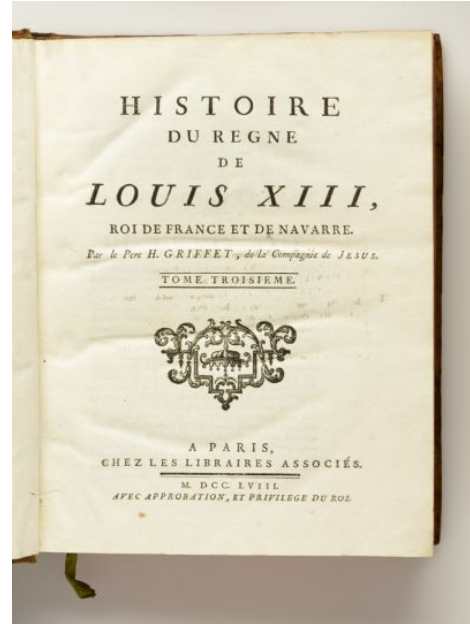 HISTOIRE
DU REGNE
DE
LOUIS XIII,
ROI DE FRANCE ET DE NAVARRE.
Par le Pere H. GRIFFET, de la Compagnie de JESUS.
TOME TROISIEME.
A PARIS,
CHEZ LES LIBRAIRES ASSOCIÉS.
M. DCC. LVIII.
AVEC APPROBATION, ET PRIVILEGE DU ROI.